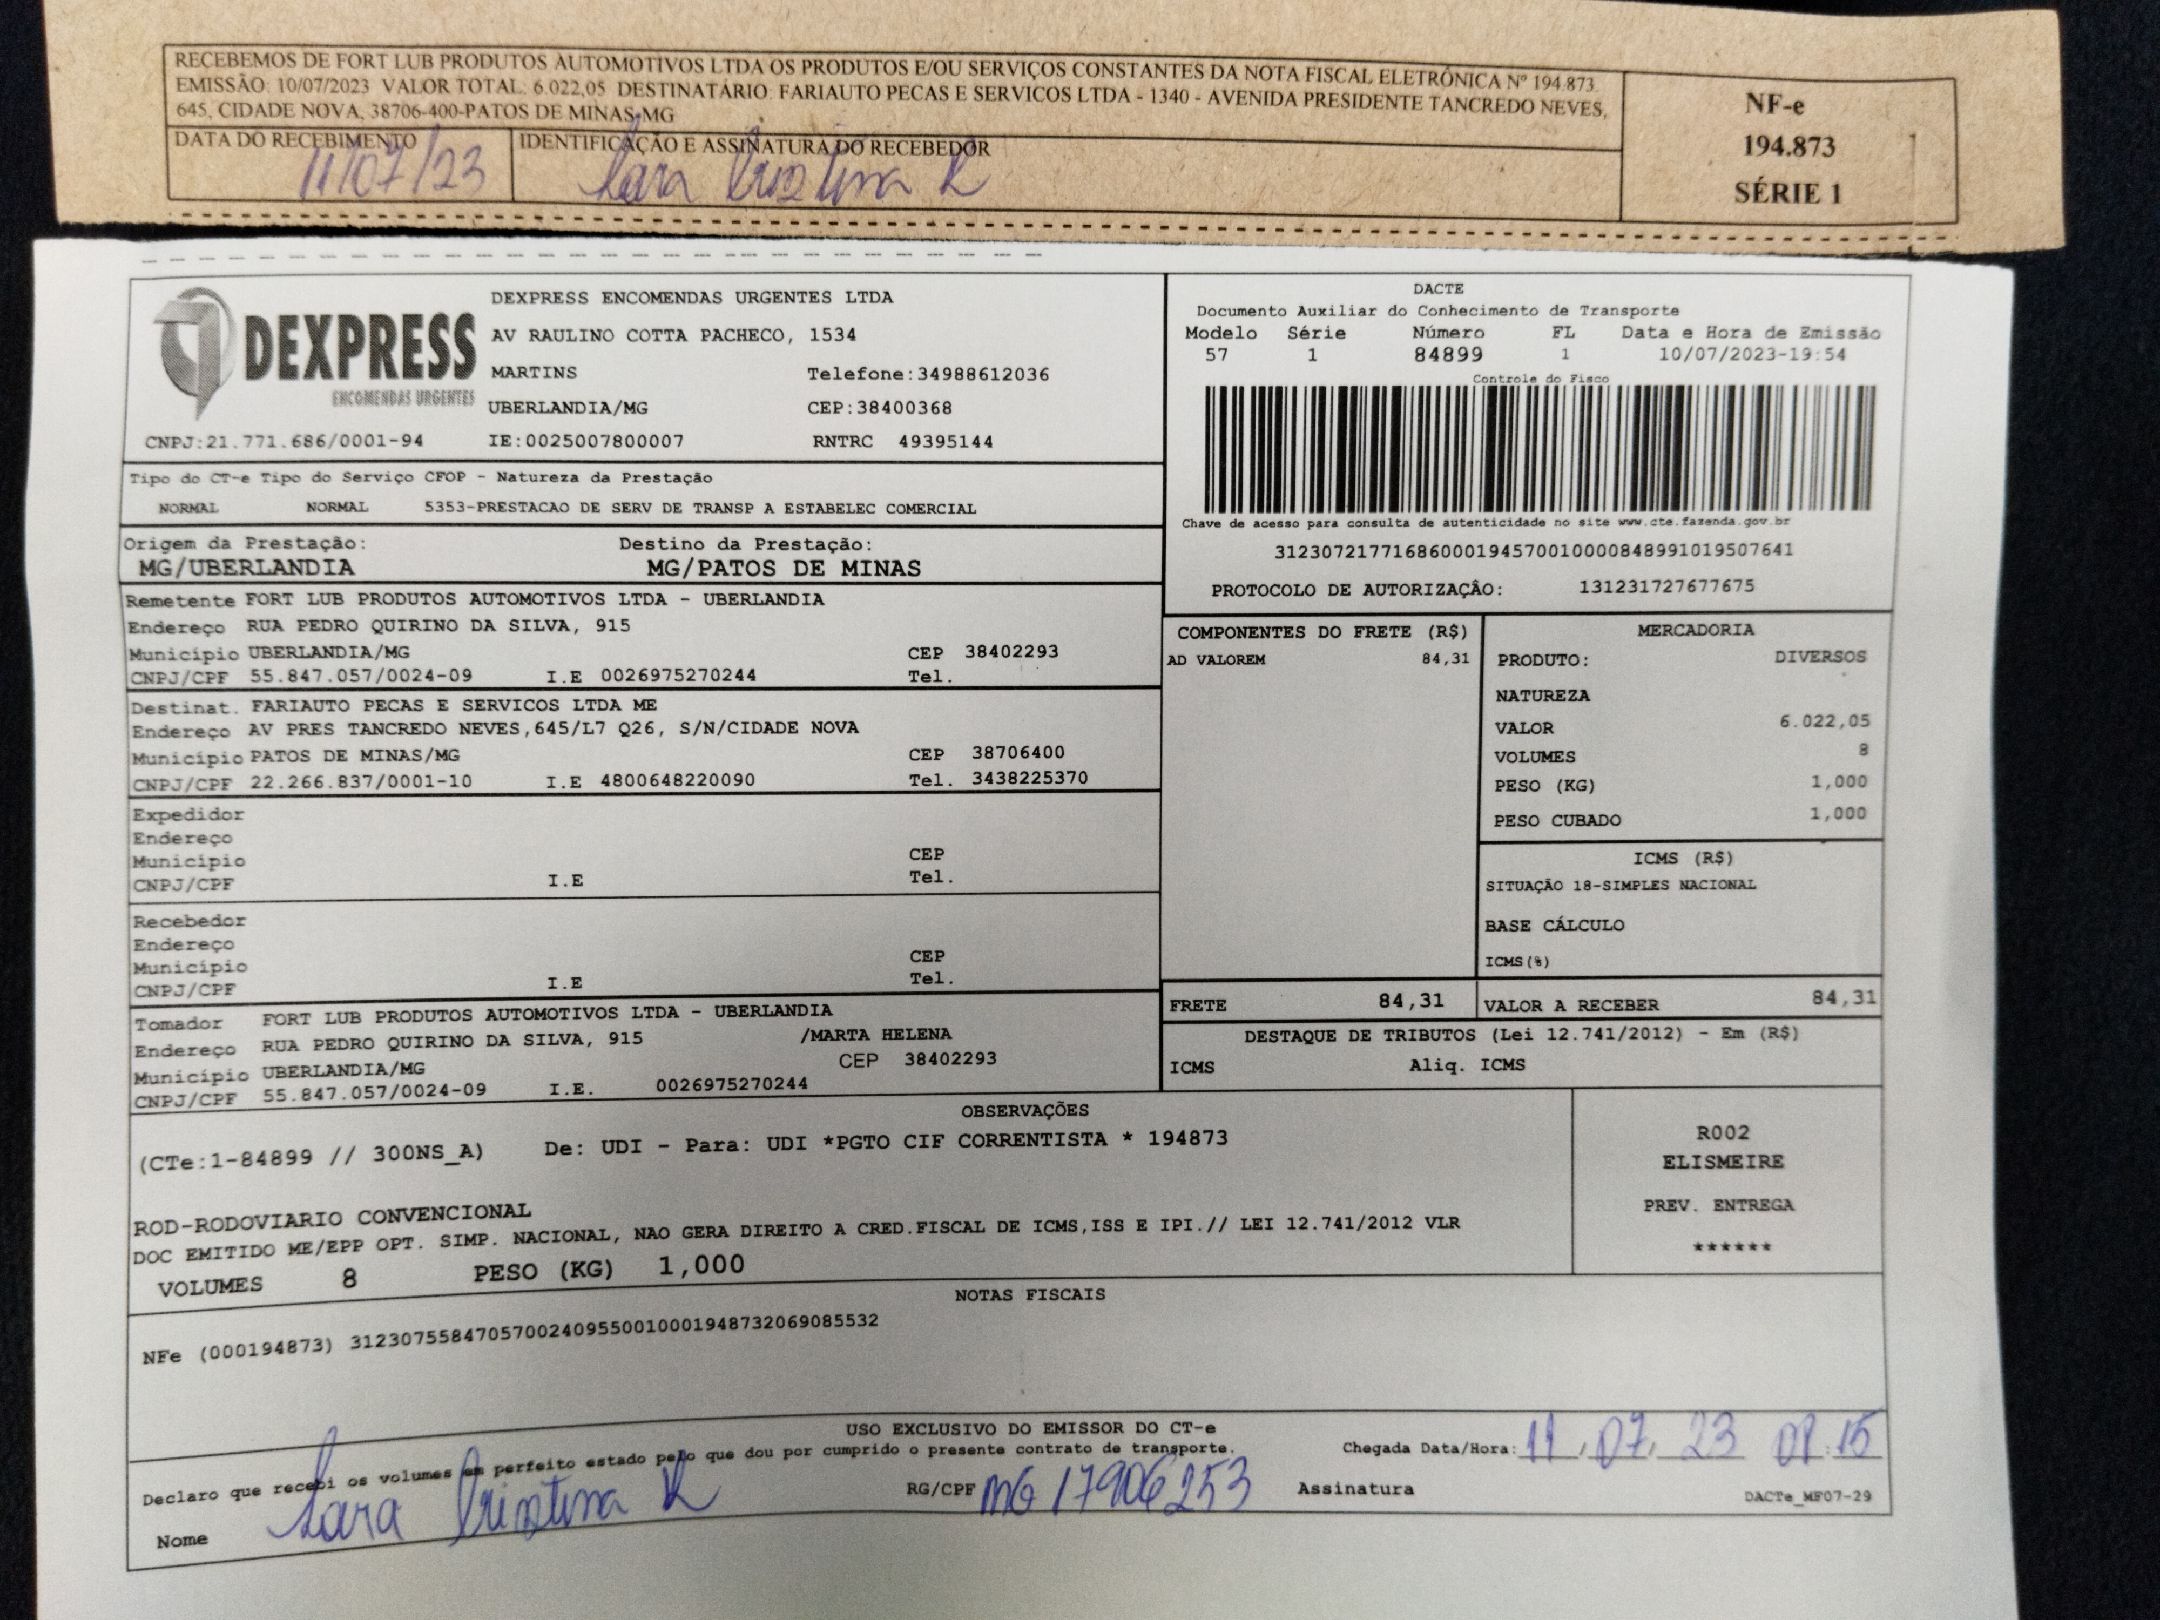 RECEBEMOS DE FORT LUB PRODUTOS AUTOMOTIVOS LTDA OS PRODUTOS E/OU SERVIÇOS CONSTANTES DA NOTA FISCAL ELETRÔNICA Nº 194.873
EMISSÃO: 10/07/2023 VALOR TOTAL: 6.022,05 DESTINATÁRIO: FARIAUTO PECAS E SERVICOS LTDA - 1340 - AVENIDA PRESIDENTE TANCREDO NEVES,
645, CIDADE NOVA, 38706-400-PATOS DE MINAS-MG
DATA DO RECEBIMENTO IDENTIFICAÇÃO E ASSINATURA DO RECEBEDOR
11/07/23 Sara Cristina R
NF-e
194.873
SÉRIE 1
DEXPRESS
ENCOMENDAS URGENTES
DEXPRESS ENCOMENDAS URGENTES LTDA
AV RAULINO COTTA PACHECO, 1534
MARTINS Telefone:34988612036
UBERLANDIA/MG CEP:38400368
CNPJ:21.771.686/0001-94 IE:0025007800007 RNTRC 49395144
DACTE
Documento Auxiliar do Conhecimento de Transporte
Modelo Série Número FL Data e Hora de Emissão
57 1 84899 1 10/07/2023-19:54
Controle do Fisco
Chave de acesso para consulta de autenticidade no site www.cte.fazenda.gov.br
31230721771686000194570010000848991019507641
PROTOCOLO DE AUTORIZAÇÂO: 131231727677675
Tipo do CT-e Tipo do Serviço CFOP - Natureza da Prestação
NORMAL NORMAL 5353-PRESTACAO DE SERV DE TRANSP A ESTABELEC COMERCIAL
Origem da Prestação: Destino da Prestação:
MG/UBERLANDIA MG/PATOS DE MINAS
Remetente FORT LUB PRODUTOS AUTOMOTIVOS LTDA - UBERLANDIA
Endereço RUA PEDRO QUIRINO DA SILVA, 915
Município UBERLANDIA/MG CEP 38402293
CNPJ/CPF 55.847.057/0024-09 I.E 0026975270244 Tel.
Destinat. FARIAUTO PECAS E SERVICOS LTDA ME
Endereço AV PRES TANCREDO NEVES,645/L7 Q26, S/N/CIDADE NOVA
Município PATOS DE MINAS/MG CEP 38706400
CNPJ/CPF 22.266.837/0001-10 I.E 4800648220090 Tel. 3438225370
Expedidor
Endereço
Município CEP
CNPJ/CPF I.E Tel.
Recebedor
Endereço
Município CEP
CNPJ/CPF I.E Tel.
Tomador FORT LUB PRODUTOS AUTOMOTIVOS LTDA - UBERLANDIA
Endereço RUA PEDRO QUIRINO DA SILVA, 915 /MARTA HELENA
Município UBERLANDIA/MG CEP 38402293
CNPJ/CPF 55.847.057/0024-09 I.E. 0026975270244
COMPONENTES DO FRETE (R$)
AD VALOREM 84,31
MERCADORIA
PRODUTO: DIVERSOS
NATUREZA
VALOR 6.022,05
VOLUMES 8
PESO (KG) 1,000
PESO CUBADO 1,000
ICMS (R$)
SITUAÇÃO 18-SIMPLES NACIONAL
BASE CÁLCULO
ICMS(%)
FRETE 84,31 VALOR A RECEBER 84,31
DESTAQUE DE TRIBUTOS (Lei 12.741/2012) - Em (R$)
ICMS Aliq. ICMS
OBSERVAÇÕES
(CTe:1-84899 // 300NS_A) De: UDI - Para: UDI *PGTO CIF CORRENTISTA * 194873
ROD-RODOVIARIO CONVENCIONAL
DOC EMITIDO ME/EPP OPT. SIMP. NACIONAL, NAO GERA DIREITO A CRED.FISCAL DE ICMS,ISS E IPI.// LEI 12.741/2012 VLR
VOLUMES 8 PESO (KG) 1,000
R002
ELISMEIRE
PREV. ENTREGA
******
NOTAS FISCAIS
NFe (000194873) 31230755847057002409550010001948732069085532
USO EXCLUSIVO DO EMISSOR DO CT-e
Declaro que recebi os volumes em perfeito estado pelo que dou por cumprido o presente contrato de transporte. Chegada Data/Hora: 11/07/23 09:15
Nome Sara Cristina R RG/CPF MG 17906253 Assinatura
DACTe_MF07-29